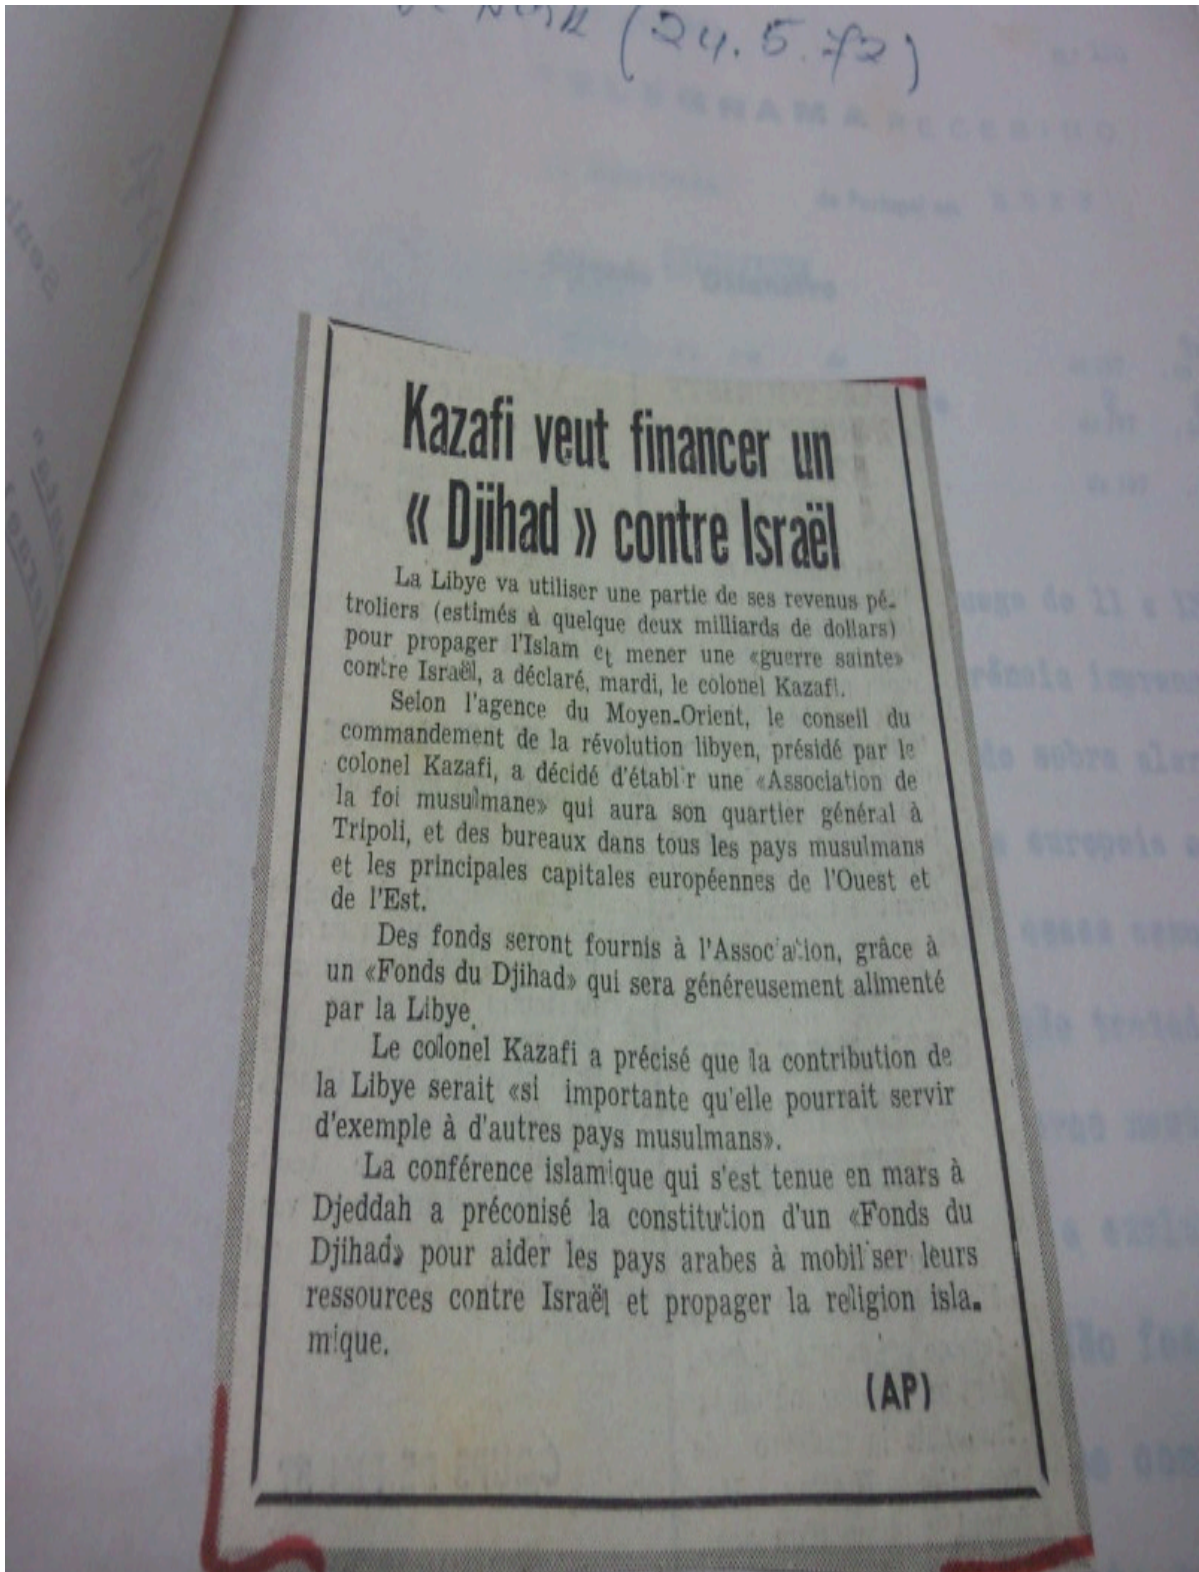 (24.5.72)
RECEBIDO
de Portugal em
Kazafi veut financer un
« Djihad » contre Israël
La Libye va utiliser une partie de ses revenus pé-
troliers (estimés à quelque deux milliards de dollars)
pour propager l'Islam et mener une «guerre sainte»
contre Israël, a déclaré, mardi, le colonel Kazafi.
Selon l'agence du Moyen-Orient, le conseil du
commandement de la révolution libyen, présidé par le
colonel Kazafi, a décidé d'établir une «Association de
la foi musulmane» qui aura son quartier général à
Tripoli, et des bureaux dans tous les pays musulmans
et les principales capitales européennes de l'Ouest et
de l'Est.
Des fonds seront fournis à l'Association, grâce à
un «Fonds du Djihad» qui sera généreusement alimenté
par la Libye.
Le colonel Kazafi a précisé que la contribution de
la Libye serait «si importante qu'elle pourrait servir
d'exemple à d'autres pays musulmans».
La conférence islamique qui s'est tenue en mars à
Djeddah a préconisé la constitution d'un «Fonds du
Djihad» pour aider les pays arabes à mobiliser leurs
ressources contre Israël et propager la religion isla-
mique.
(AP)